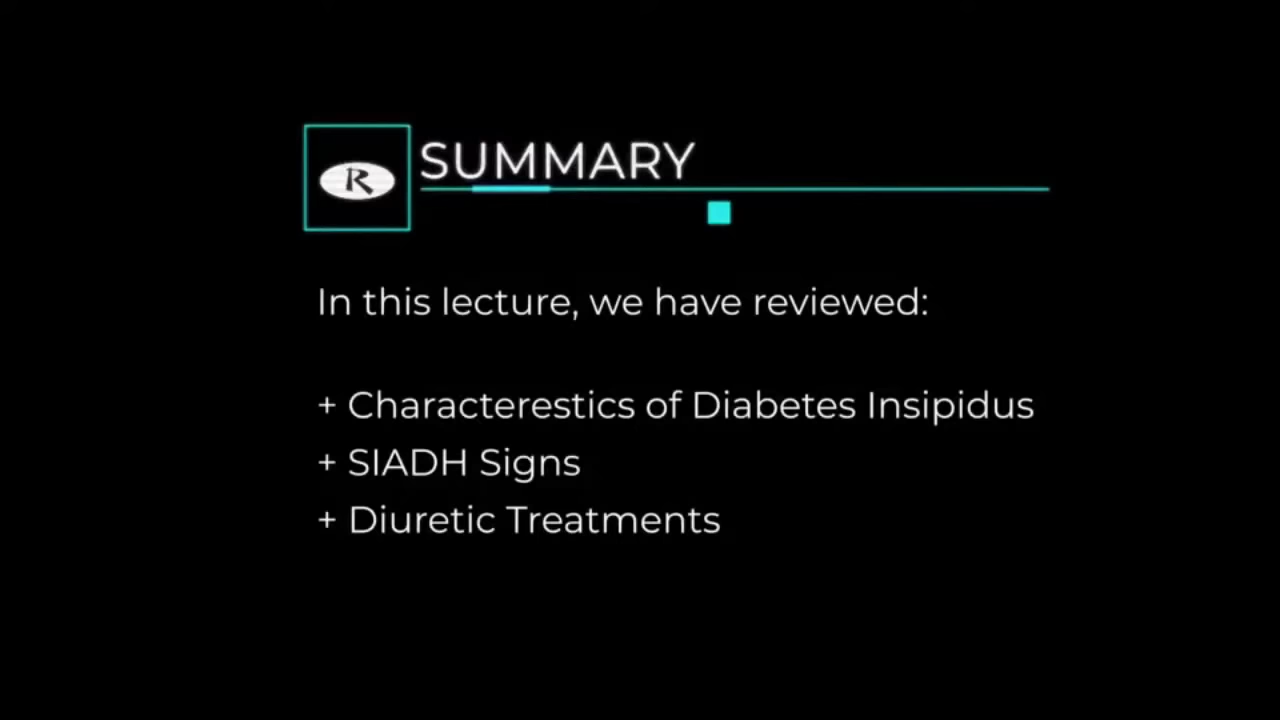 R
SUMMARY
In this lecture, we have reviewed:
+ Characterestics of Diabetes Insipidus
+ SIADH Signs
+ Diuretic Treatments